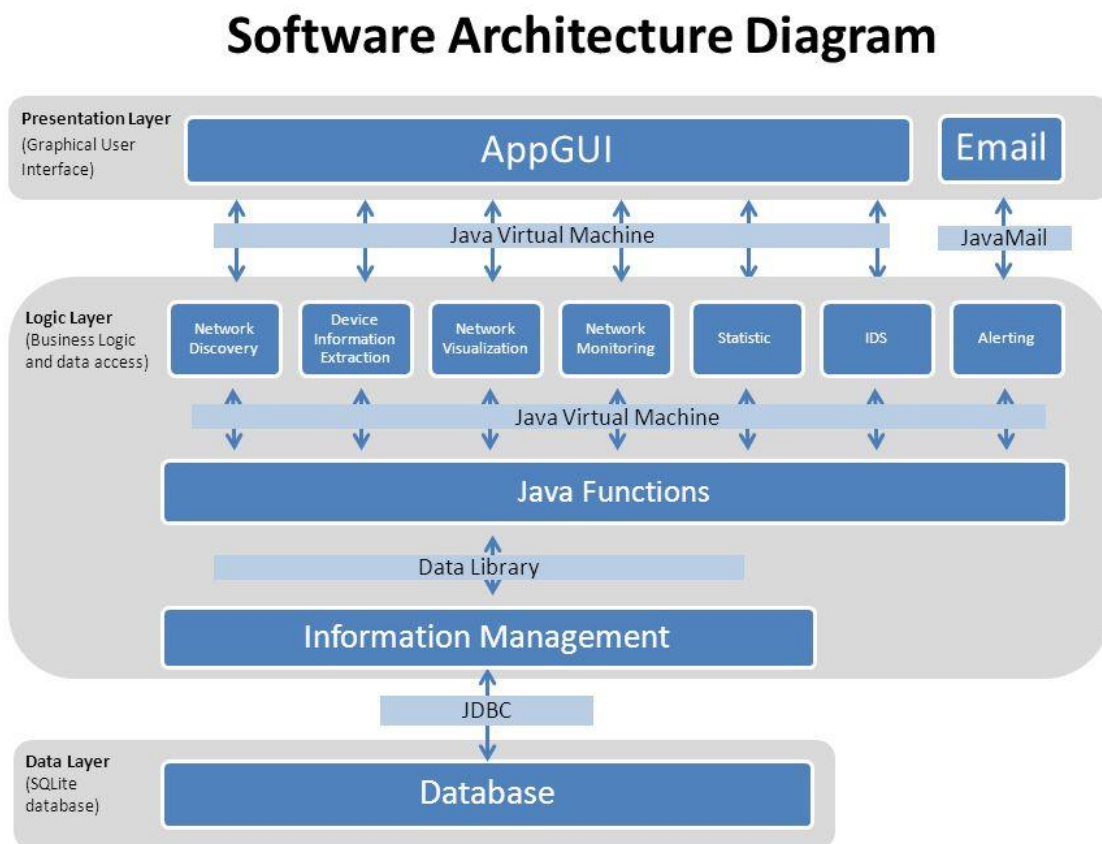 Software Architecture Diagram
Presentation Layer
(Graphical User
Interface)
AppGUI
Email
Java Virtual Machine
JavaMail
Logic Layer
(Business Logic
and data access)
Network
Discovery
Device
Information
Extraction
Network
Visualization
Network
Monitoring
Statistic
IDS
Alerting
Java Virtual Machine
Java Functions
Data Library
Information Management
JDBC
Data Layer
(SQLite
database)
Database